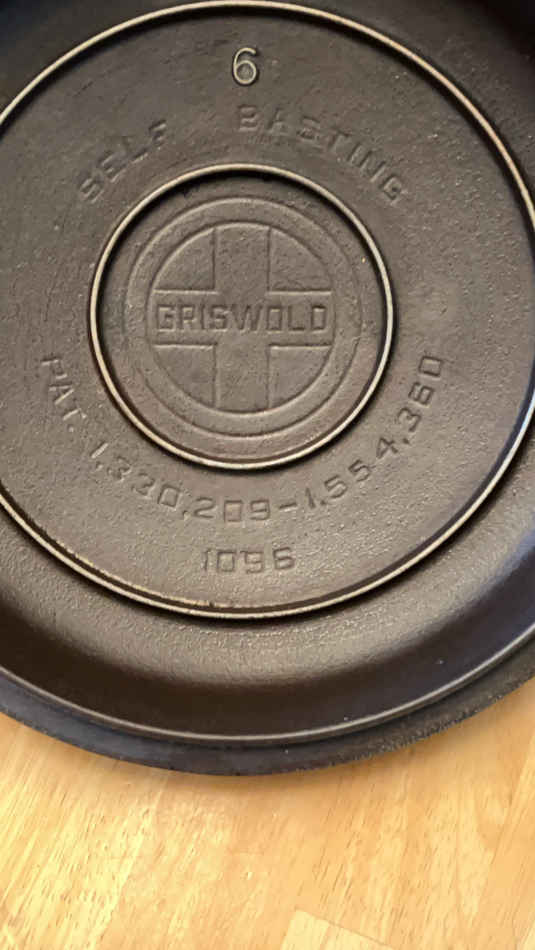 6
SELF BASTING
GRISWOLD
PAT. 1,330,209-1,554,360
1096